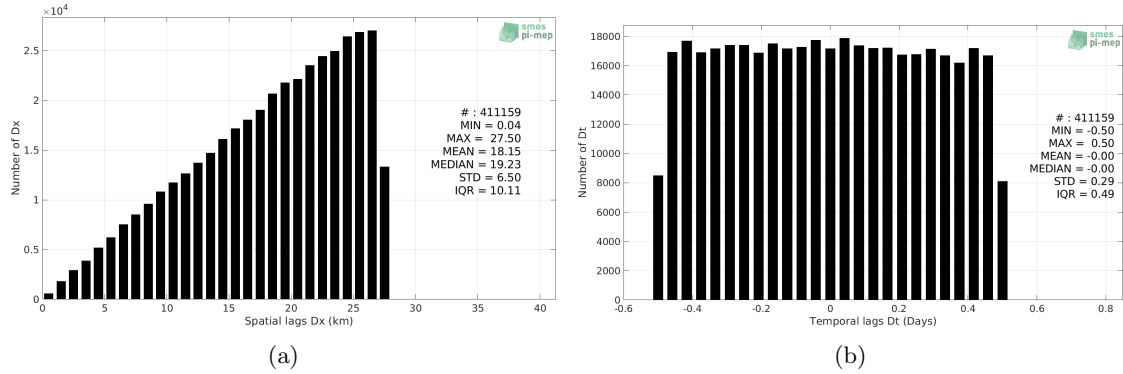 ×10⁴
2.5
2
1.5
1
0.5
0
Number of Dx
0 5 10 15 20 25 30 35 40
Spatial lags Dx (km)
smos
pi-mep
# : 411159
MIN = 0.04
MAX = 27.50
MEAN = 18.15
MEDIAN = 19.23
STD = 6.50
IQR = 10.11
(a)
18000
16000
14000
12000
10000
8000
6000
4000
2000
0
Number of Dt
-0.6 -0.4 -0.2 0 0.2 0.4 0.6 0.8
Temporal lags Dt (Days)
smos
pi-mep
# : 411159
MIN = -0.50
MAX = 0.50
MEAN = -0.00
MEDIAN = -0.00
STD = 0.29
IQR = 0.49
(b)